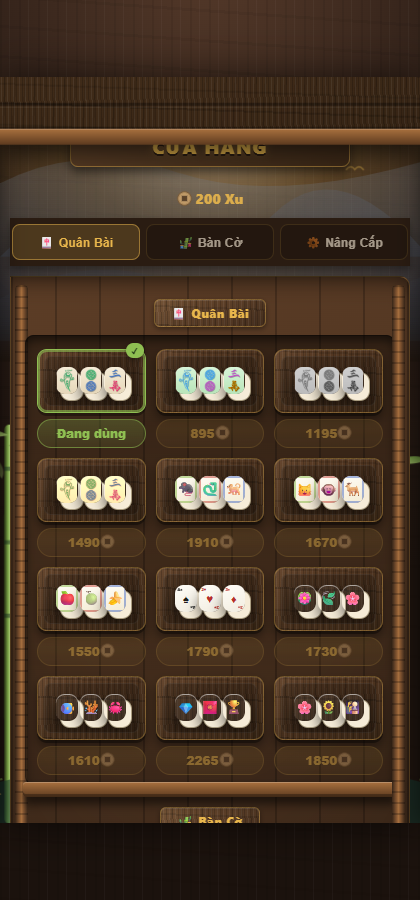 CỬA HÀNG
200 Xu
Quân Bài
Bàn Cờ
Nâng Cấp
Quân Bài
Đang dùng
895
1195
1490
1910
1670
1550
1790
1730
1610
2265
1850
Bàn Cờ